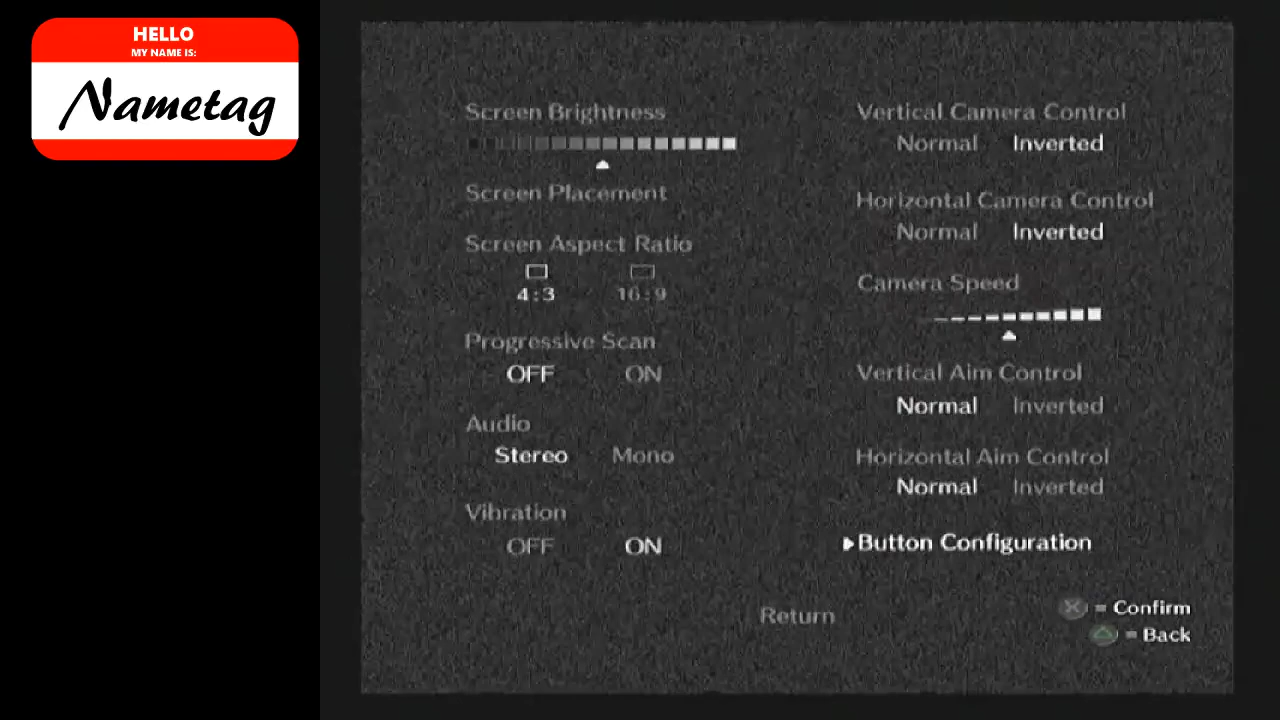 HELLO
MY NAME IS:
Nametag
Screen Brightness
Screen Placement
Screen Aspect Ratio
4:3 16:9
Progressive Scan
OFF ON
Audio
Stereo Mono
Vibration
OFF ON
Vertical Camera Control
Normal Inverted
Horizontal Camera Control
Normal Inverted
Camera Speed
Vertical Aim Control
Normal Inverted
Horizontal Aim Control
Normal Inverted
Button Configuration
Return
= Confirm
= Back